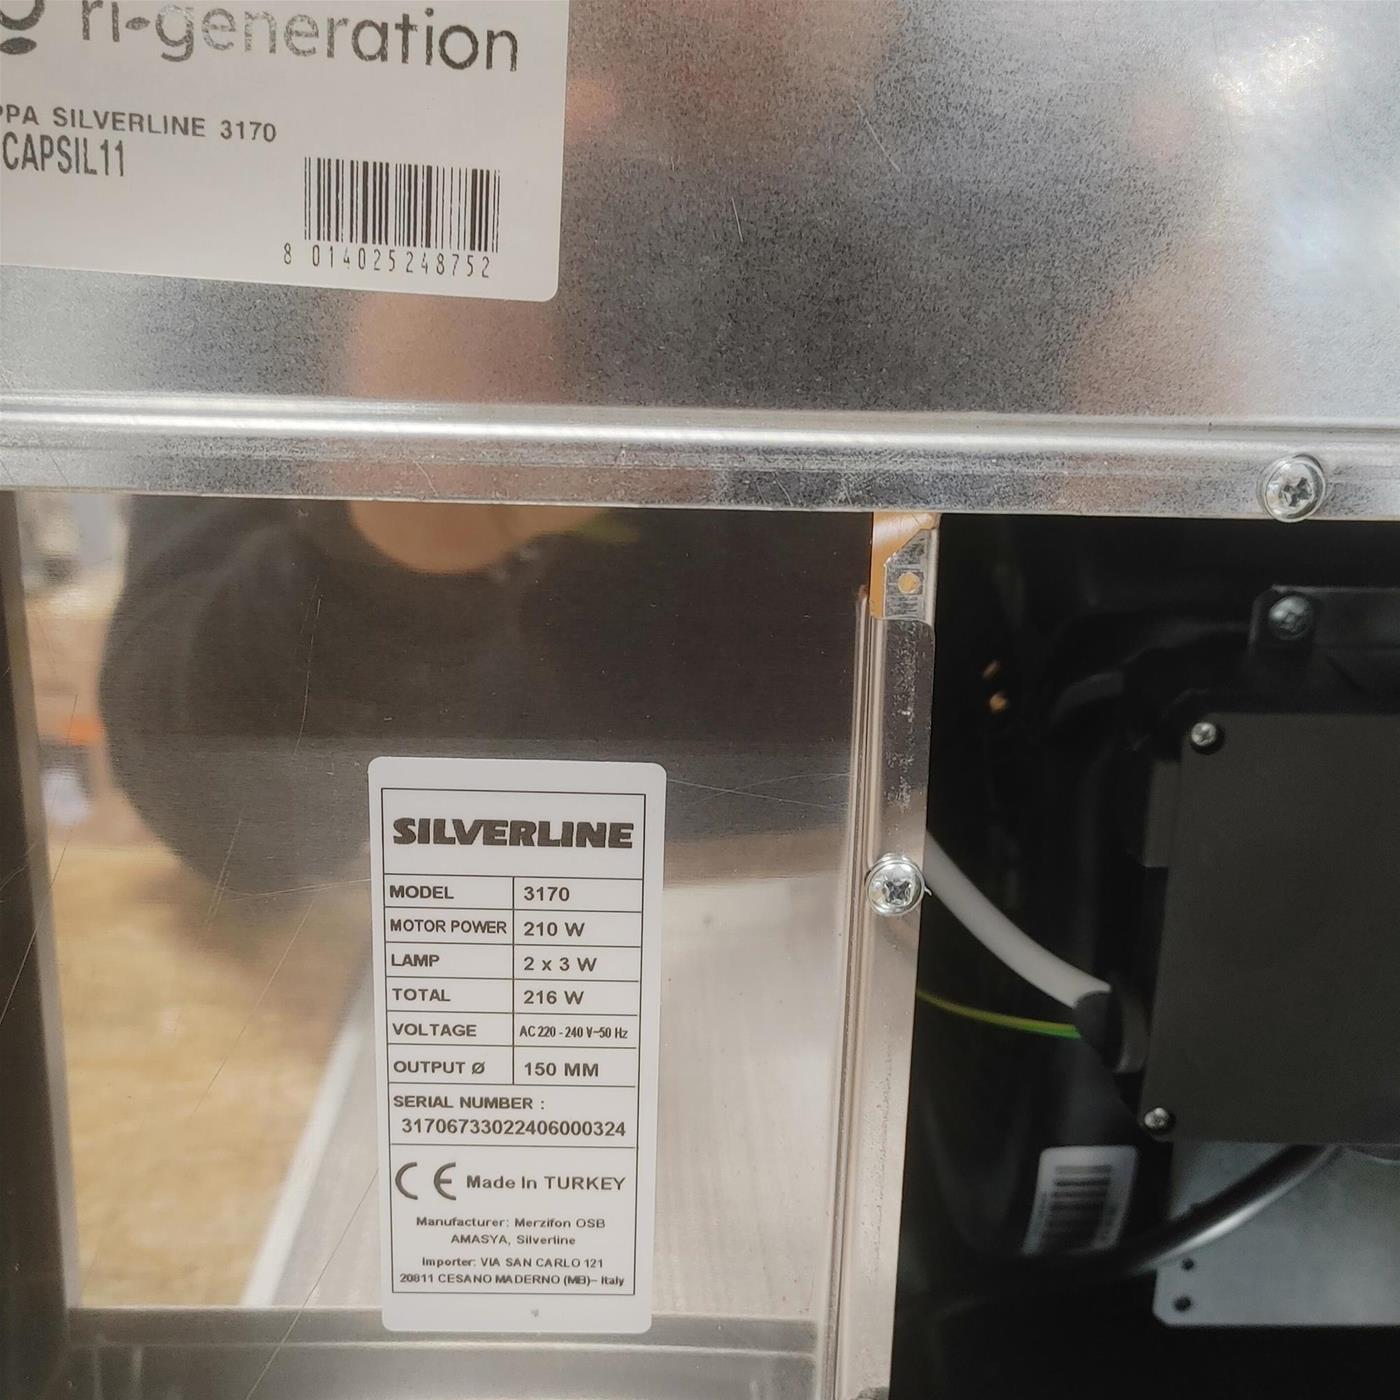 ri-generation
PPA SILVERLINE 3170
CAPSIL11
8 014025 248752
SILVERLINE
MODEL 3170
MOTOR POWER 210 W
LAMP 2 x 3 W
TOTAL 216 W
VOLTAGE AC 220 - 240 V~50 Hz
OUTPUT Ø 150 MM
SERIAL NUMBER :
31706733022406000324
CE Made In TURKEY
Manufacturer: Merzifon OSB
AMASYA, Silverline
Importer: VIA SAN CARLO 121
20811 CESANO MADERNO (MB)– Italy